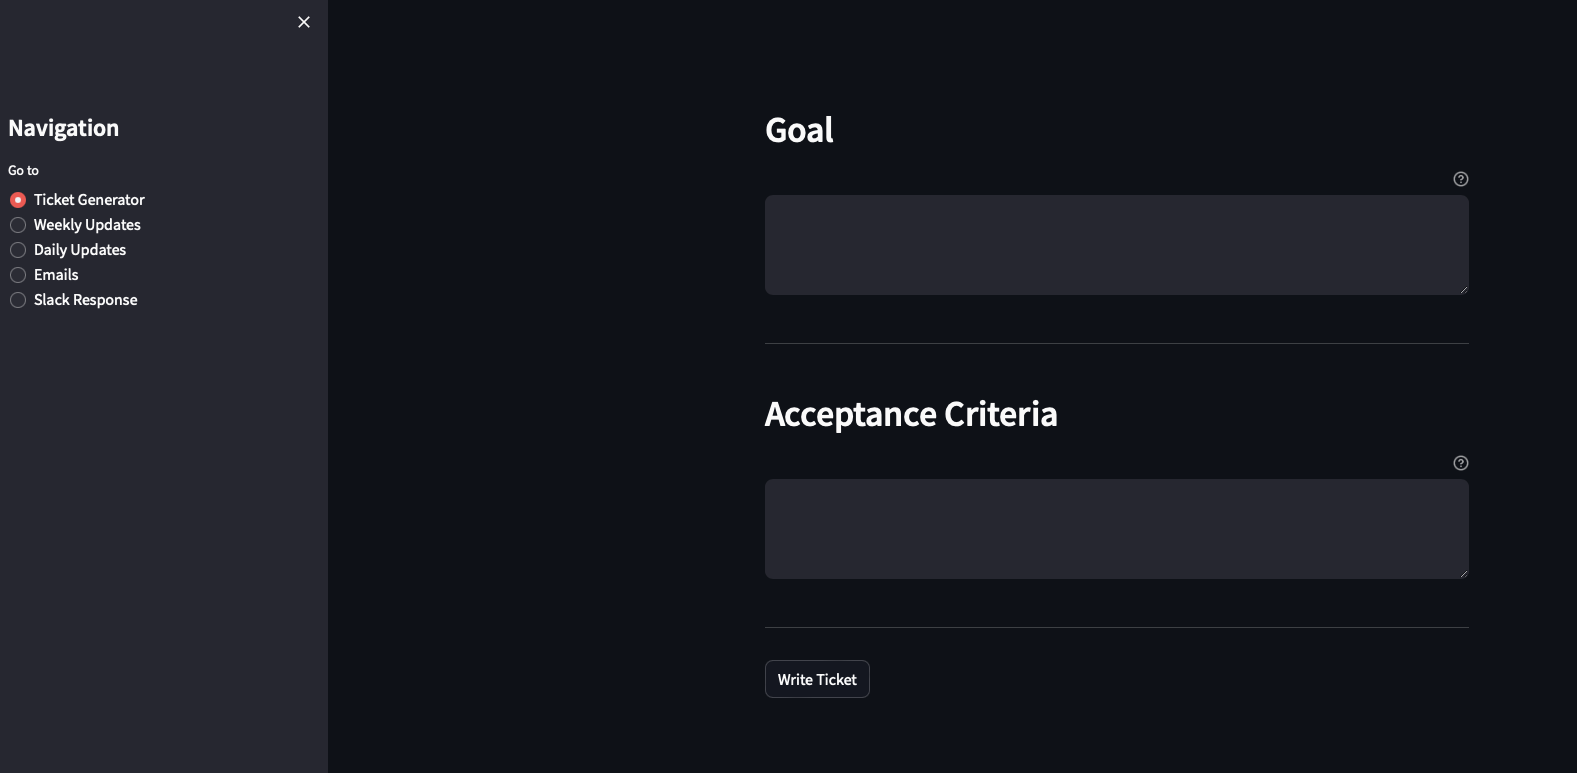 Navigation
Go to
Ticket Generator
Weekly Updates
Daily Updates
Emails
Slack Response
Goal
Acceptance Criteria
Write Ticket